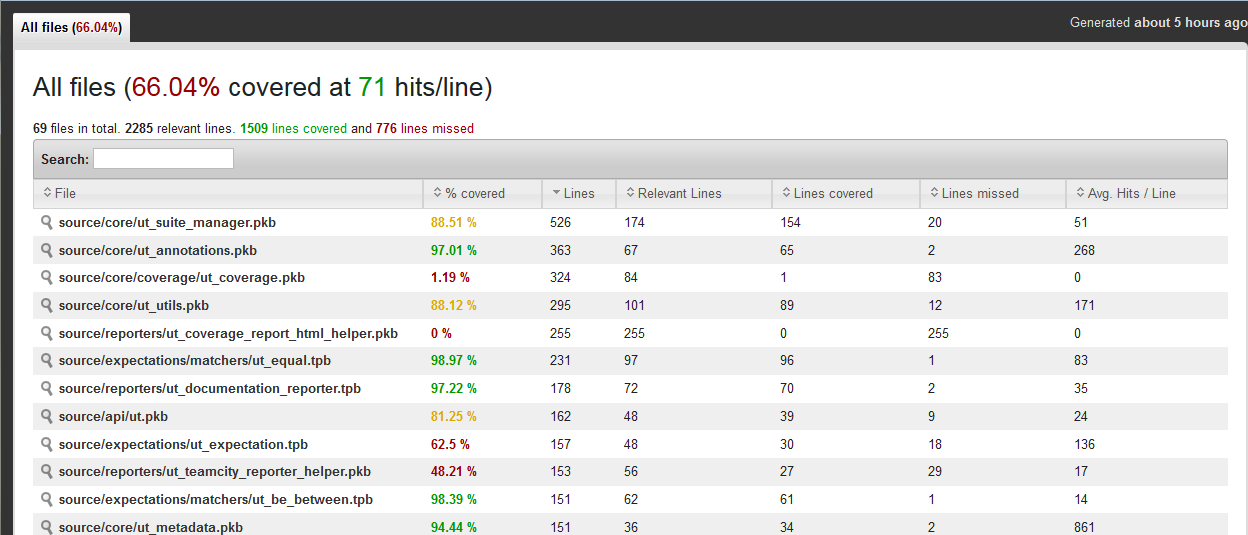 All files (66.04%)
Generated about 5 hours ago
All files (66.04% covered at 71 hits/line)
69 files in total. 2285 relevant lines. 1509 lines covered and 776 lines missed
Search:
File % covered Lines Relevant Lines Lines covered Lines missed Avg. Hits / Line
source/core/ut_suite_manager.pkb 88.51 % 526 174 154 20 51
source/core/ut_annotations.pkb 97.01 % 363 67 65 2 268
source/core/coverage/ut_coverage.pkb 1.19 % 324 84 1 83 0
source/core/ut_utils.pkb 88.12 % 295 101 89 12 171
source/reporters/ut_coverage_report_html_helper.pkb 0 % 255 255 0 255 0
source/expectations/matchers/ut_equal.tpb 98.97 % 231 97 96 1 83
source/reporters/ut_documentation_reporter.tpb 97.22 % 178 72 70 2 35
source/api/ut.pkb 81.25 % 162 48 39 9 24
source/expectations/ut_expectation.tpb 62.5 % 157 48 30 18 136
source/reporters/ut_teamcity_reporter_helper.pkb 48.21 % 153 56 27 29 17
source/expectations/matchers/ut_be_between.tpb 98.39 % 151 62 61 1 14
source/core/ut_metadata.pkb 94.44 % 151 36 34 2 861